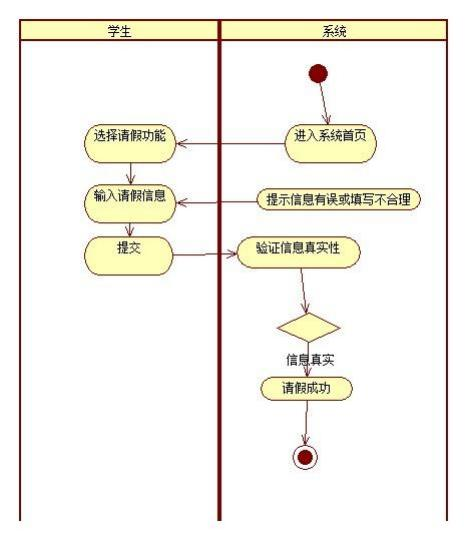 学生
系统
进入系统首页
选择请假功能
输入请假信息
提示信息有误或填写不合理
提交
验证信息真实性
信息真实
请假成功